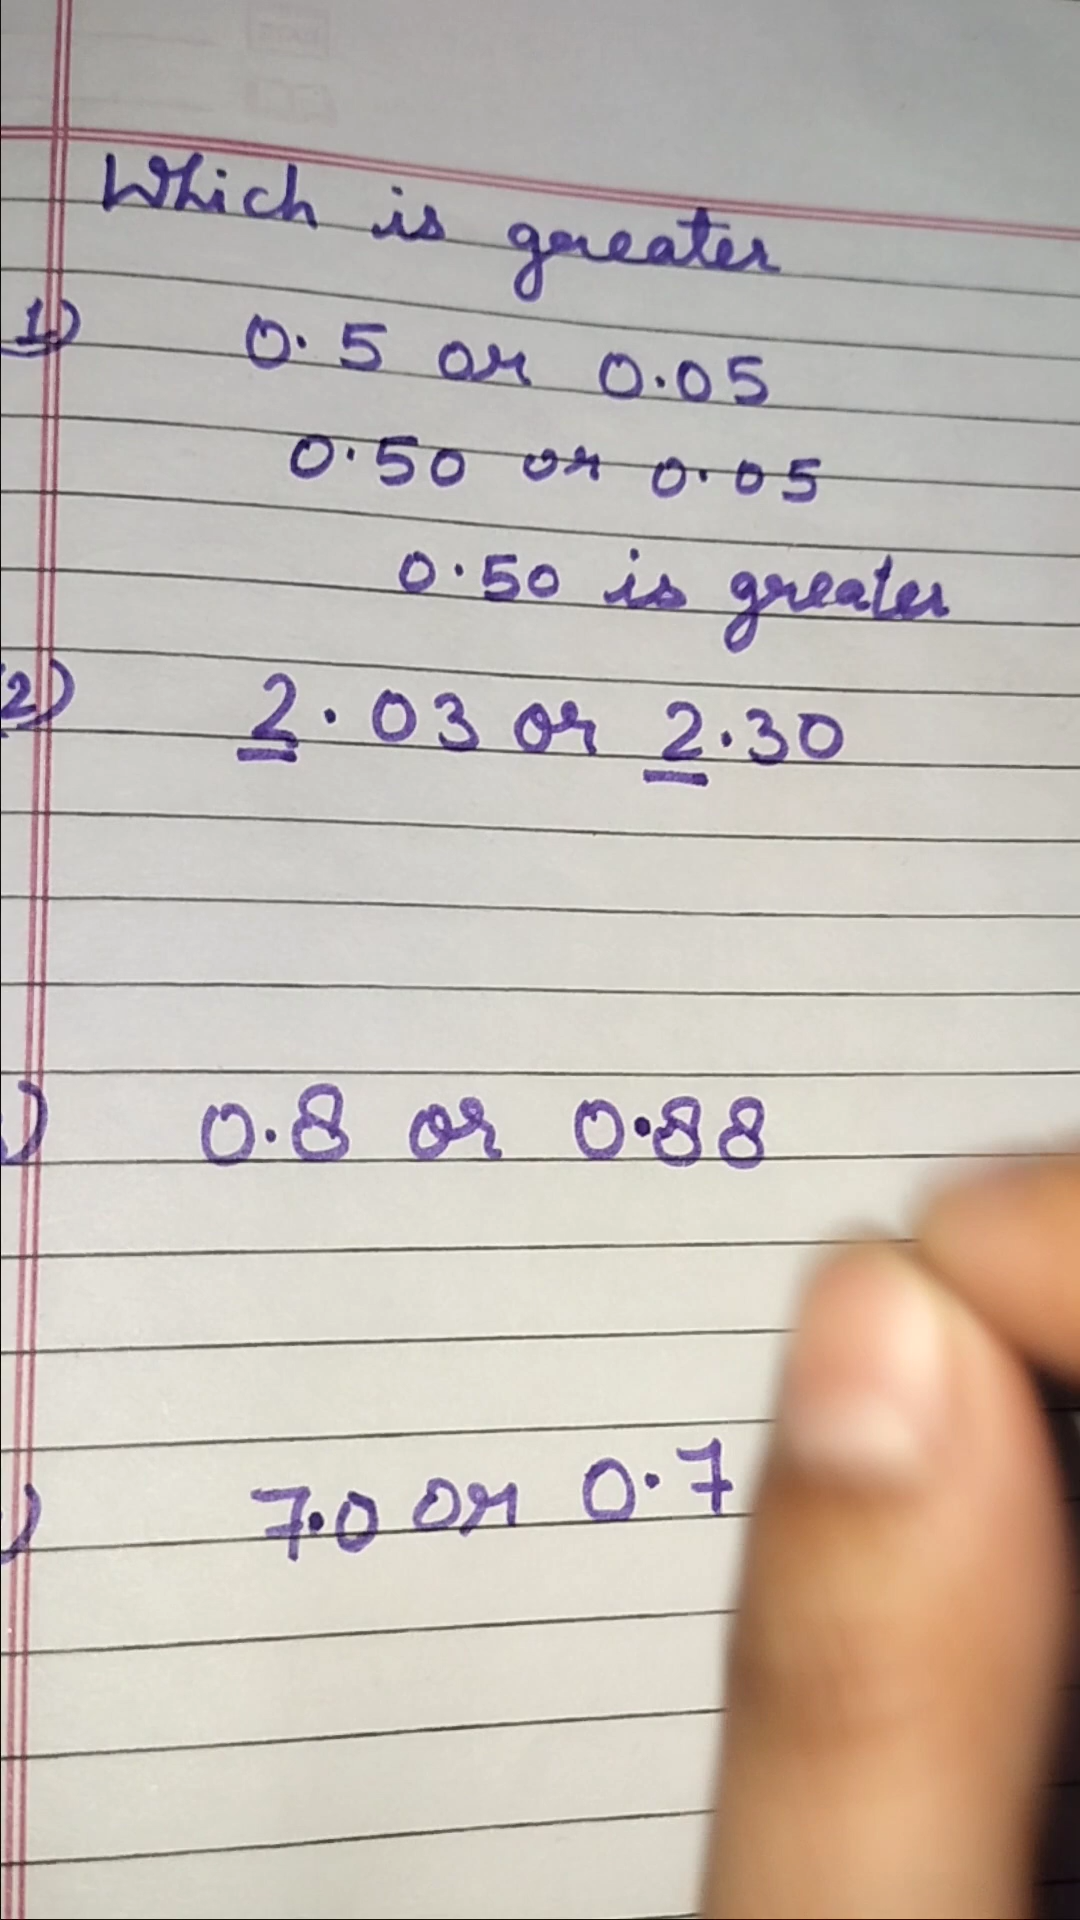 Which is greater
1) 0.5 or 0.05
0.50 or 0.05
0.50 is greater
2) 2.03 or 2.30
) 0.8 or 0.88
) 7.0 or 0.7